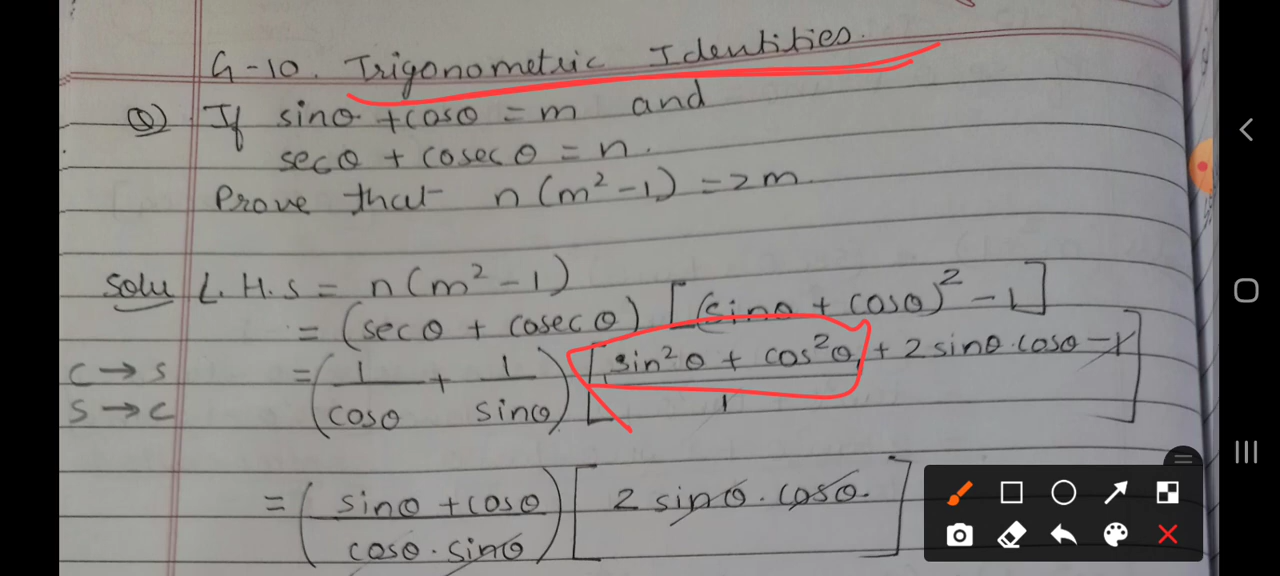 G-10. Trigonometric Identities.
Q) If sinθ + cosθ = m and
secθ + cosecθ = n.
Prove that n(m² - 1) = 2m
Solu L.H.S = n(m² - 1)
= (secθ + cosecθ) [(sinθ + cosθ)² - 1]
C → S = (1/cosθ + 1/sinθ) [sin²θ + cos²θ + 2sinθ.cosθ - 1]
S → C 1
= (sinθ + cosθ / cosθ.sinθ) [2 sinθ.cosθ.]